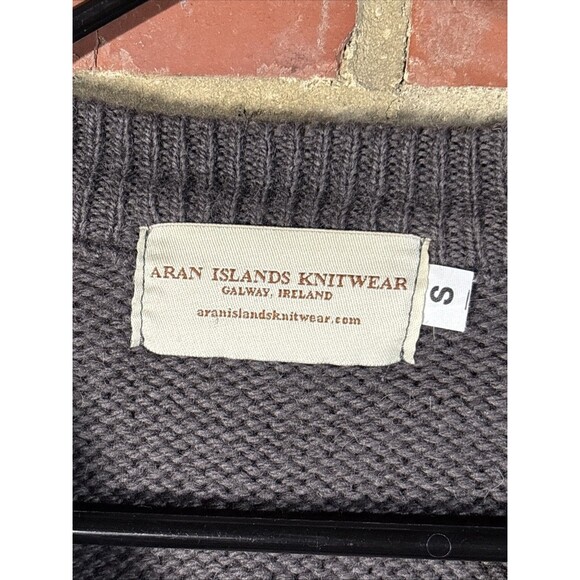 ARAN ISLANDS KNITWEAR
GALWAY, IRELAND
aranislandsknitwear.com
S